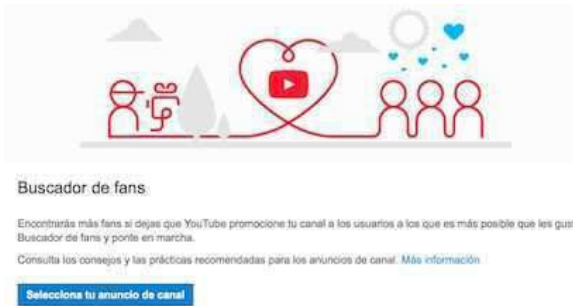 Buscador de fans
Encontrarás más fans si dejas que YouTube promocione tu canal a los usuarios a los que es más posible que les gust
Buscador de fans y ponte en marcha.
Consulta los consejos y las prácticas recomendadas para los anuncios de canal. Más información
Selecciona tu anuncio de canal